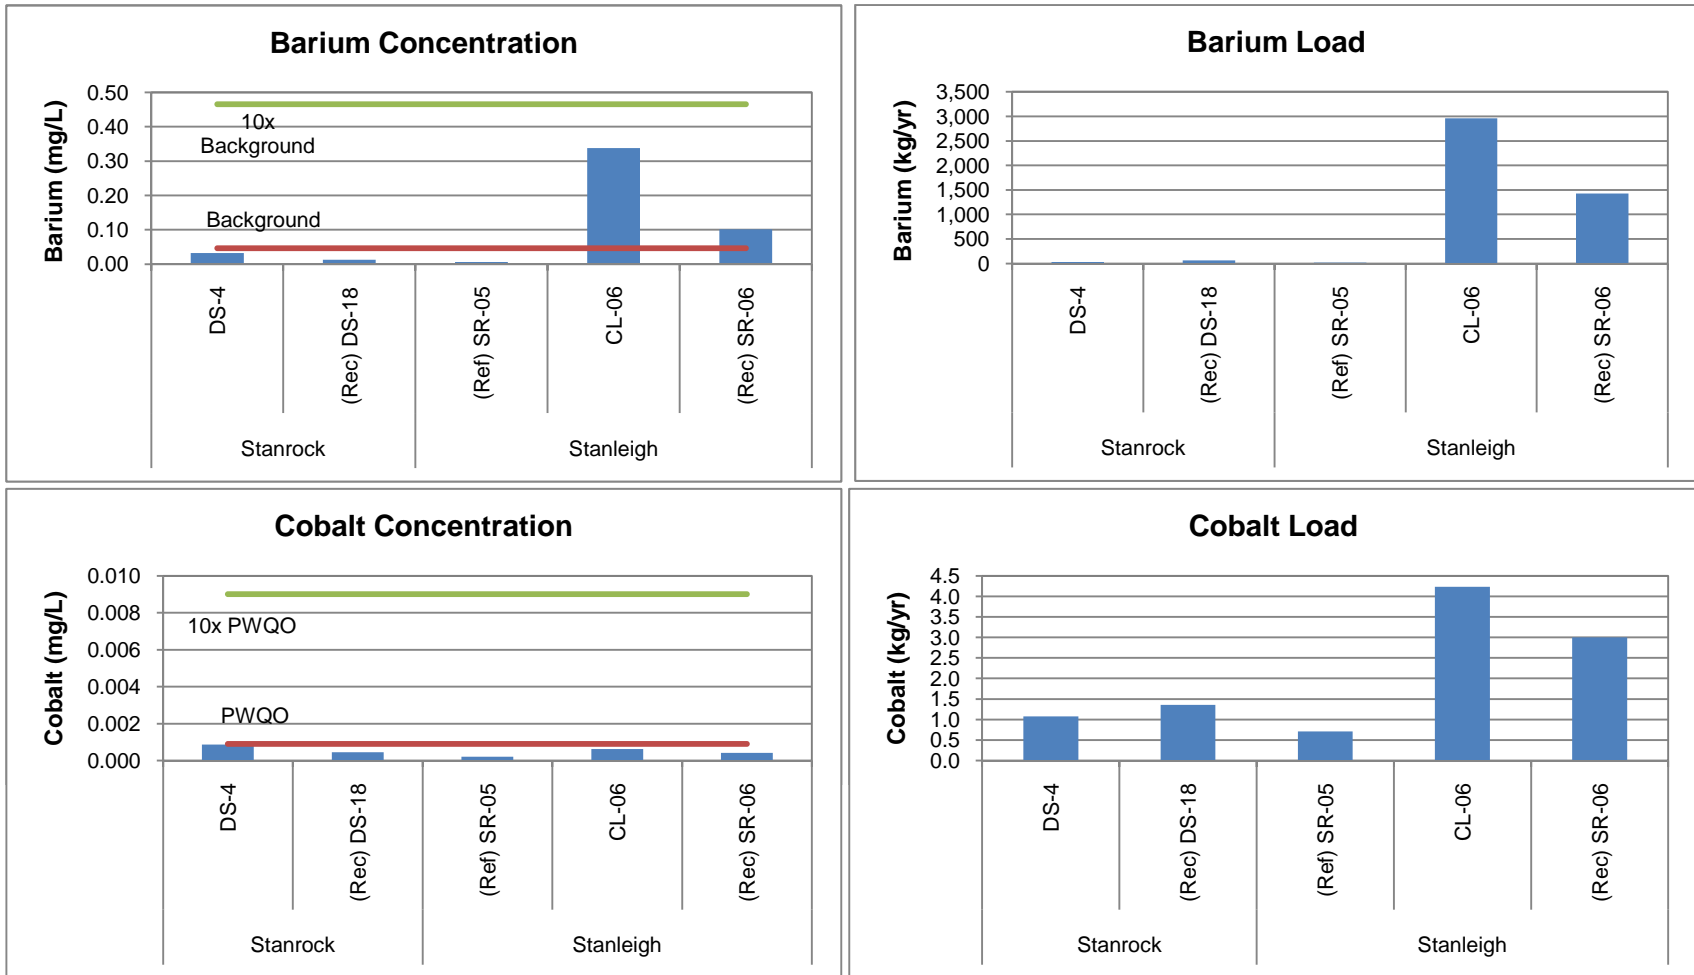 Barium Concentration
Barium (mg/L)
0.50
0.40
0.30
0.20
0.10
0.00
10x
Background
Background
DS-4
(Rec) DS-18
(Ref) SR-05
CL-06
(Rec) SR-06
Stanrock
Stanleigh
Barium Load
Barium (kg/yr)
3,500
3,000
2,500
2,000
1,500
1,000
500
0
DS-4
(Rec) DS-18
(Ref) SR-05
CL-06
(Rec) SR-06
Stanrock
Stanleigh
Cobalt Concentration
Cobalt (mg/L)
0.010
0.008
0.006
0.004
0.002
0.000
10x PWQO
PWQO
DS-4
(Rec) DS-18
(Ref) SR-05
CL-06
(Rec) SR-06
Stanrock
Stanleigh
Cobalt Load
Cobalt (kg/yr)
4.5
4.0
3.5
3.0
2.5
2.0
1.5
1.0
0.5
0.0
DS-4
(Rec) DS-18
(Ref) SR-05
CL-06
(Rec) SR-06
Stanrock
Stanleigh